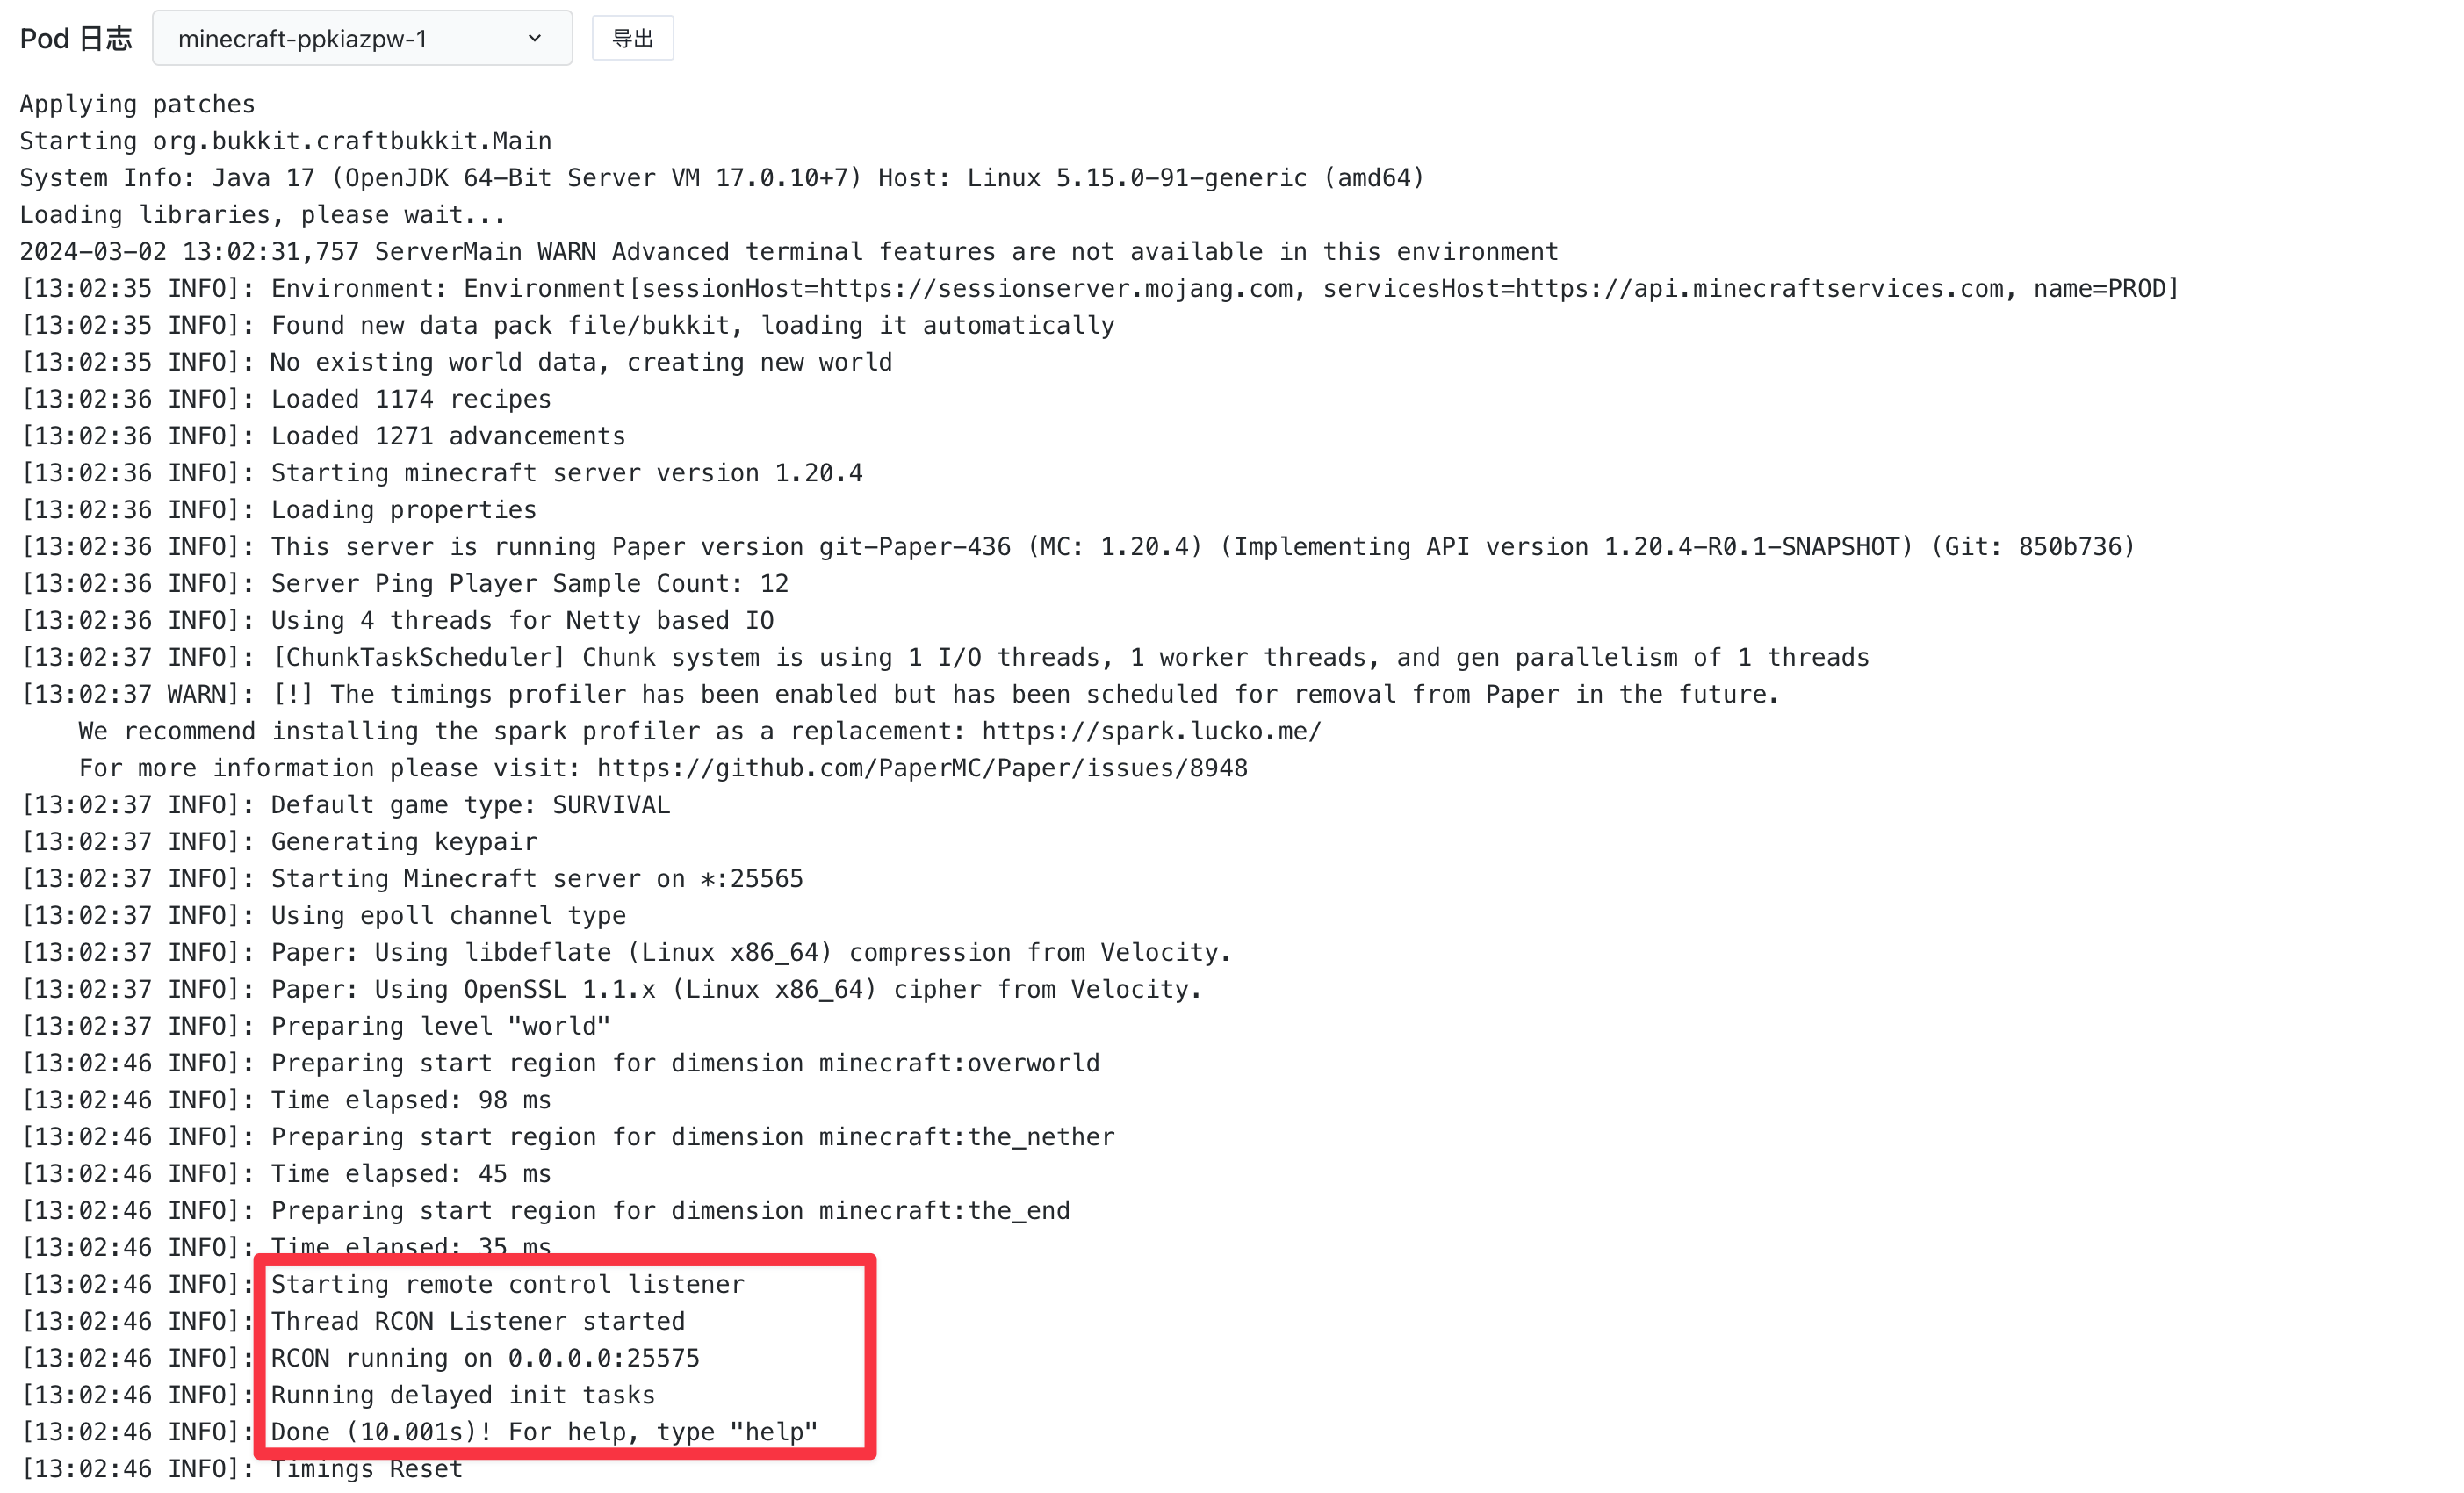 Pod 日志 minecraft-ppkiazpw-1 导出
Applying patches
Starting org.bukkit.craftbukkit.Main
System Info: Java 17 (OpenJDK 64-Bit Server VM 17.0.10+7) Host: Linux 5.15.0-91-generic (amd64)
Loading libraries, please wait...
2024-03-02 13:02:31,757 ServerMain WARN Advanced terminal features are not available in this environment
[13:02:35 INFO]: Environment: Environment[sessionHost=https://sessionserver.mojang.com, servicesHost=https://api.minecraftservices.com, name=PROD]
[13:02:35 INFO]: Found new data pack file/bukkit, loading it automatically
[13:02:35 INFO]: No existing world data, creating new world
[13:02:36 INFO]: Loaded 1174 recipes
[13:02:36 INFO]: Loaded 1271 advancements
[13:02:36 INFO]: Starting minecraft server version 1.20.4
[13:02:36 INFO]: Loading properties
[13:02:36 INFO]: This server is running Paper version git-Paper-436 (MC: 1.20.4) (Implementing API version 1.20.4-R0.1-SNAPSHOT) (Git: 850b736)
[13:02:36 INFO]: Server Ping Player Sample Count: 12
[13:02:36 INFO]: Using 4 threads for Netty based IO
[13:02:37 INFO]: [ChunkTaskScheduler] Chunk system is using 1 I/O threads, 1 worker threads, and gen parallelism of 1 threads
[13:02:37 WARN]: [!] The timings profiler has been enabled but has been scheduled for removal from Paper in the future.
    We recommend installing the spark profiler as a replacement: https://spark.lucko.me/
    For more information please visit: https://github.com/PaperMC/Paper/issues/8948
[13:02:37 INFO]: Default game type: SURVIVAL
[13:02:37 INFO]: Generating keypair
[13:02:37 INFO]: Starting Minecraft server on *:25565
[13:02:37 INFO]: Using epoll channel type
[13:02:37 INFO]: Paper: Using libdeflate (Linux x86_64) compression from Velocity.
[13:02:37 INFO]: Paper: Using OpenSSL 1.1.x (Linux x86_64) cipher from Velocity.
[13:02:37 INFO]: Preparing level "world"
[13:02:46 INFO]: Preparing start region for dimension minecraft:overworld
[13:02:46 INFO]: Time elapsed: 98 ms
[13:02:46 INFO]: Preparing start region for dimension minecraft:the_nether
[13:02:46 INFO]: Time elapsed: 45 ms
[13:02:46 INFO]: Preparing start region for dimension minecraft:the_end
[13:02:46 INFO]: Time elapsed: 35 ms
[13:02:46 INFO]: Starting remote control listener
[13:02:46 INFO]: Thread RCON Listener started
[13:02:46 INFO]: RCON running on 0.0.0.0:25575
[13:02:46 INFO]: Running delayed init tasks
[13:02:46 INFO]: Done (10.001s)! For help, type "help"
[13:02:46 INFO]: Timings Reset